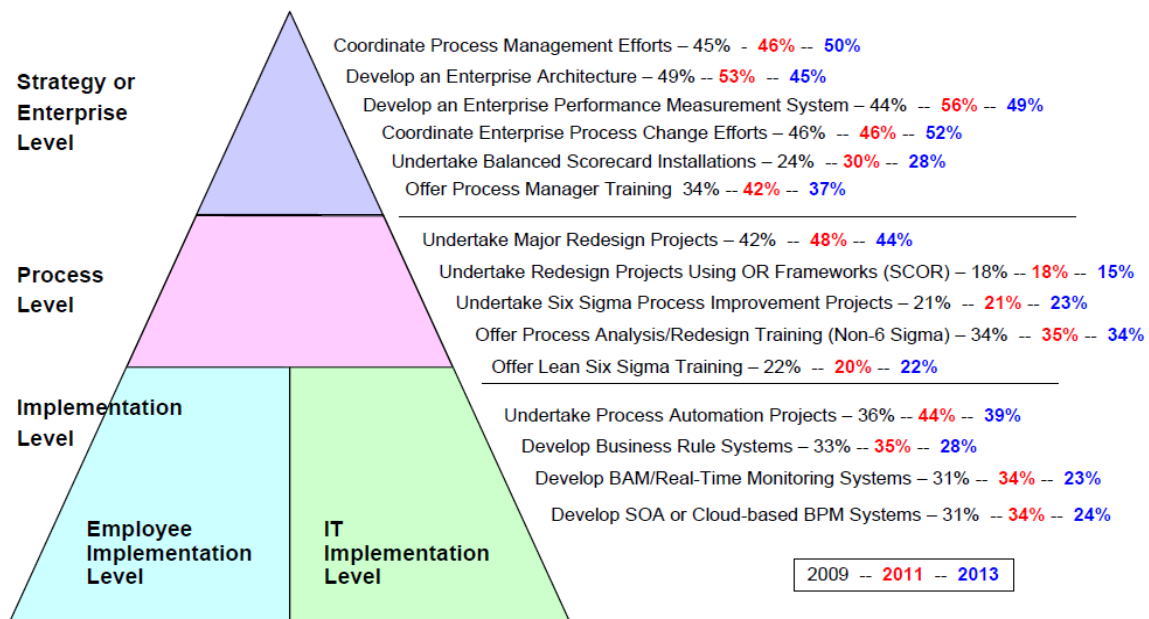 Strategy or
Enterprise
Level
Coordinate Process Management Efforts – 45% - 46% -- 50%
Develop an Enterprise Architecture – 49% -- 53% -- 45%
Develop an Enterprise Performance Measurement System – 44% -- 56% -- 49%
Coordinate Enterprise Process Change Efforts – 46% -- 46% -- 52%
Undertake Balanced Scorecard Installations – 24% -- 30% -- 28%
Offer Process Manager Training 34% -- 42% -- 37%
Process
Level
Undertake Major Redesign Projects – 42% -- 48% -- 44%
Undertake Redesign Projects Using OR Frameworks (SCOR) – 18% -- 18% -- 15%
Undertake Six Sigma Process Improvement Projects – 21% -- 21% -- 23%
Offer Process Analysis/Redesign Training (Non-6 Sigma) – 34% -- 35% -- 34%
Offer Lean Six Sigma Training – 22% -- 20% -- 22%
Implementation
Level
Undertake Process Automation Projects – 36% -- 44% -- 39%
Develop Business Rule Systems – 33% -- 35% -- 28%
Develop BAM/Real-Time Monitoring Systems – 31% -- 34% -- 23%
Develop SOA or Cloud-based BPM Systems – 31% -- 34% -- 24%
Employee
Implementation
Level
IT
Implementation
Level
2009 -- 2011 -- 2013